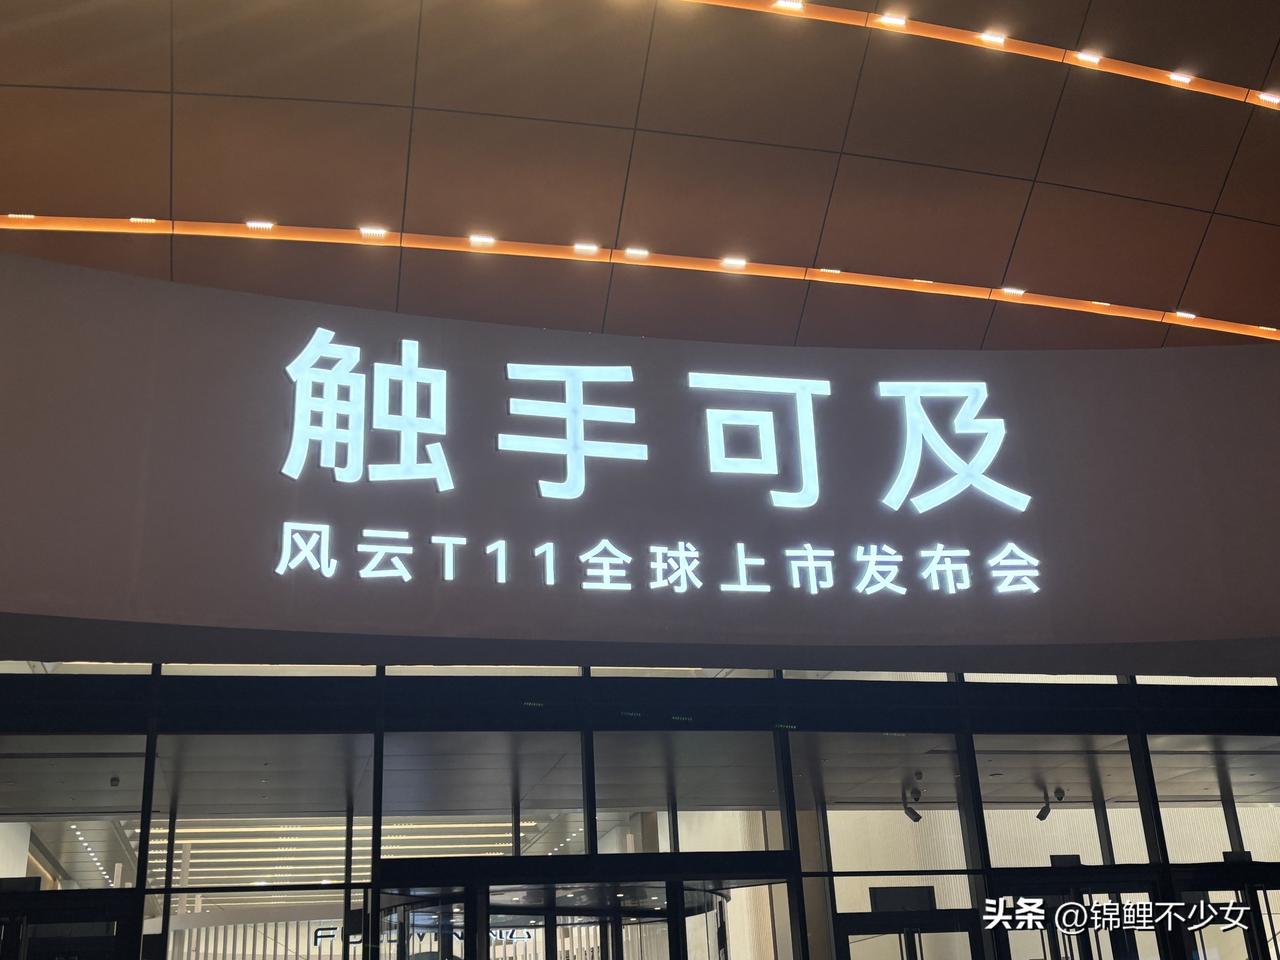 触手可及
风云T11全球上市发布会
头条 @锦鲤不少女